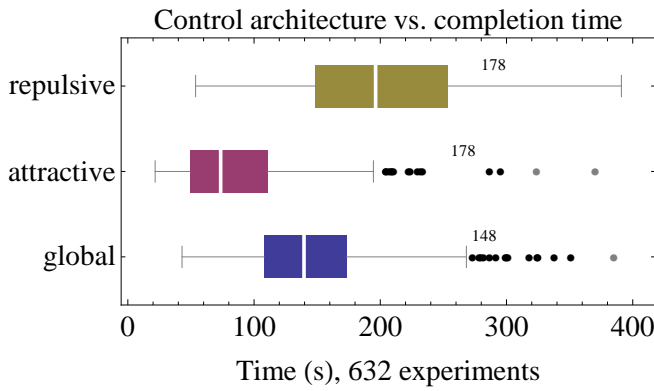 Control architecture vs. completion time
repulsive
178
attractive
178
global
148
0 100 200 300 400
Time (s), 632 experiments